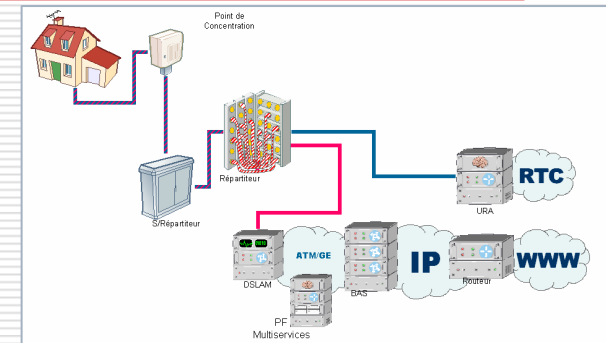 Point de
Concentration
Répartiteur
S/Répartiteur
URA
RTC
DSLAM
ATM/GE
BAS
IP
Routeur
WWW
PF
Multiservices